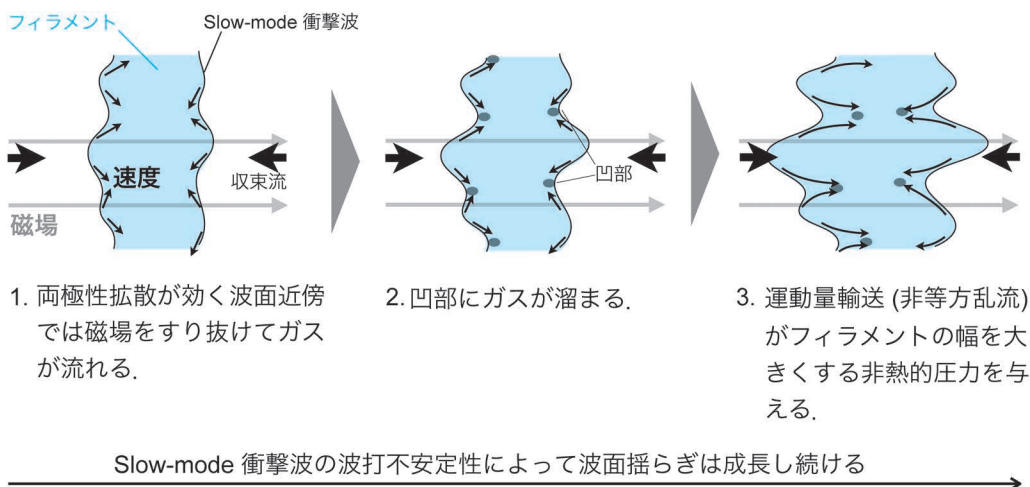 フィラメント
Slow-mode 衝撃波
速度
収束流
磁場
凹部
1. 両極性拡散が効く波面近傍
では磁場をすり抜けてガス
が流れる.
2. 凹部にガスが溜まる.
3. 運動量輸送 (非等方乱流)
がフィラメントの幅を大
きくする非熱的圧力を与
える.
Slow-mode 衝撃波の波打不安定性によって波面揺らぎは成長し続ける